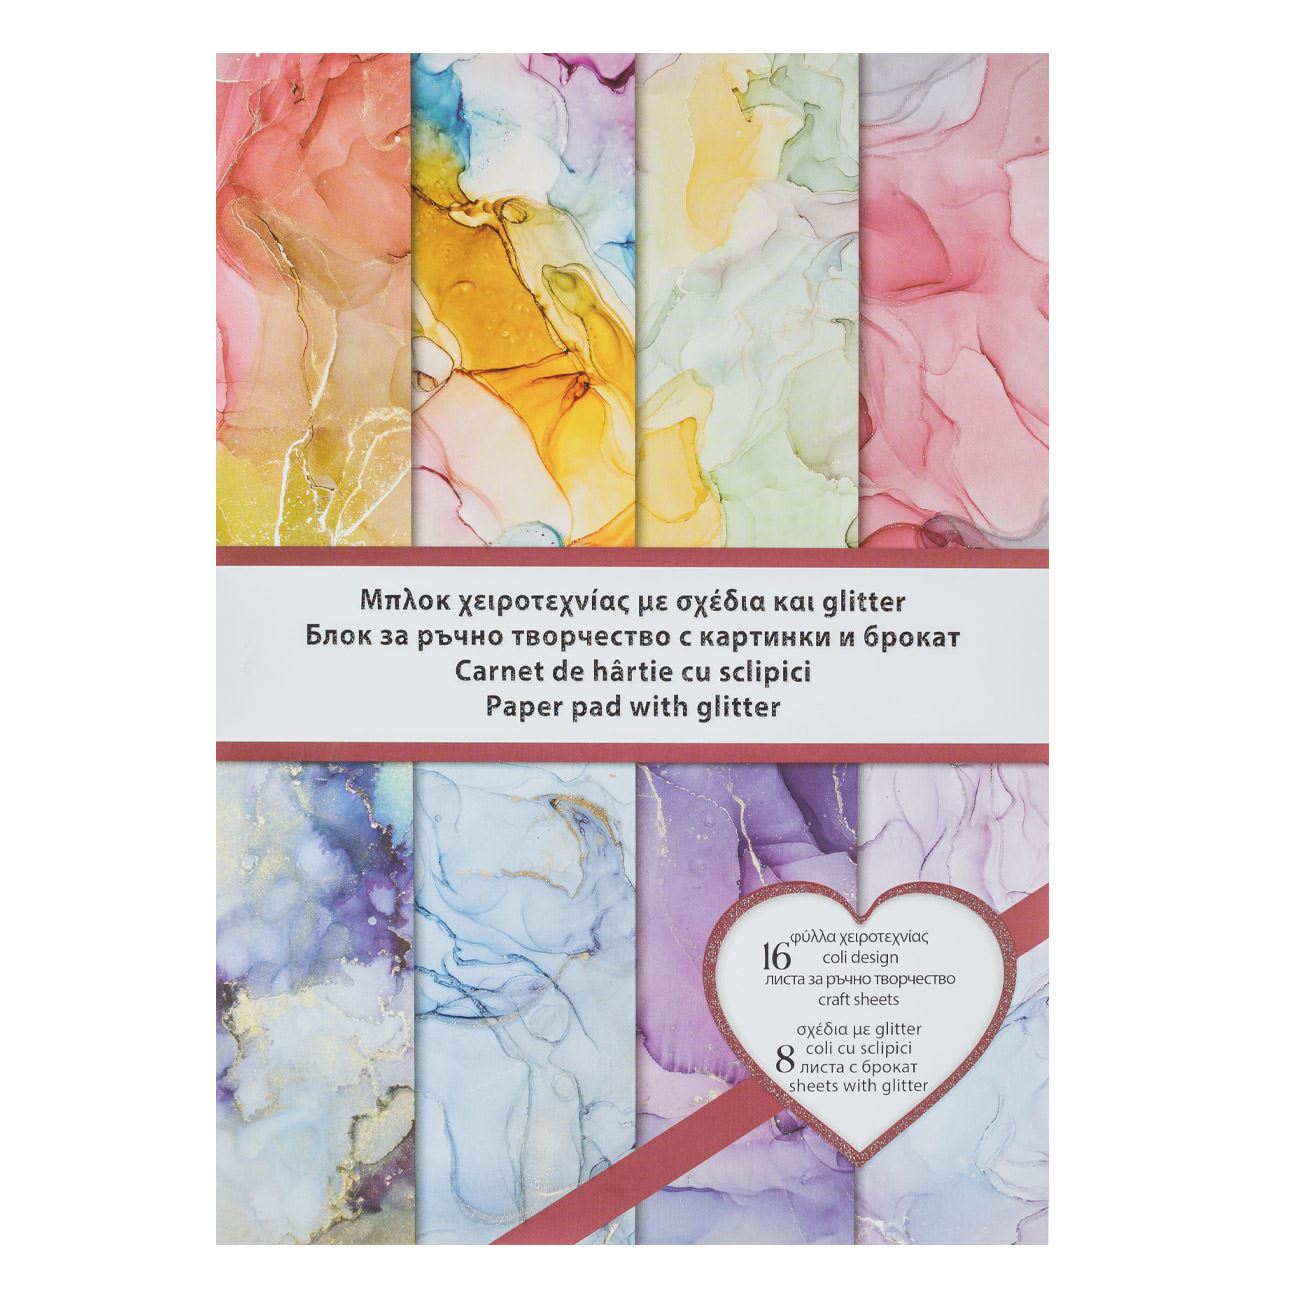 Μπλοκ χειροτεχνίας με σχέδια και glitter
Блок за ръчно творчество с картинки и брокат
Carnet de hârtie cu sclipici
Paper pad with glitter
16 φύλλα χειροτεχνίας
coli design
листа за ръчно творчество
craft sheets
8 σχέδια με glitter
coli cu sclipici
листа с брокат
sheets with glitter